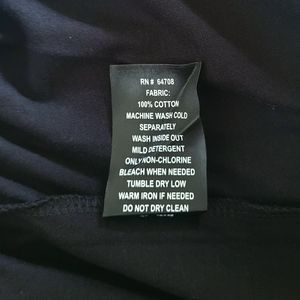 RN # 64708
FABRIC:
100% COTTON
MACHINE WASH COLD
SEPARATELY
WASH INSIDE OUT
MILD DETERGENT
ONLY NON-CHLORINE
BLEACH WHEN NEEDED
TUMBLE DRY LOW
WARM IRON IF NEEDED
DO NOT DRY CLEAN